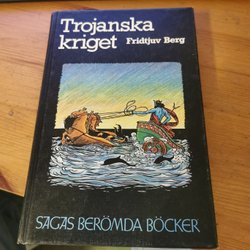 Trojanska
kriget
Fridtjuv Berg
SAGAS BERÖMDA BÖCKER